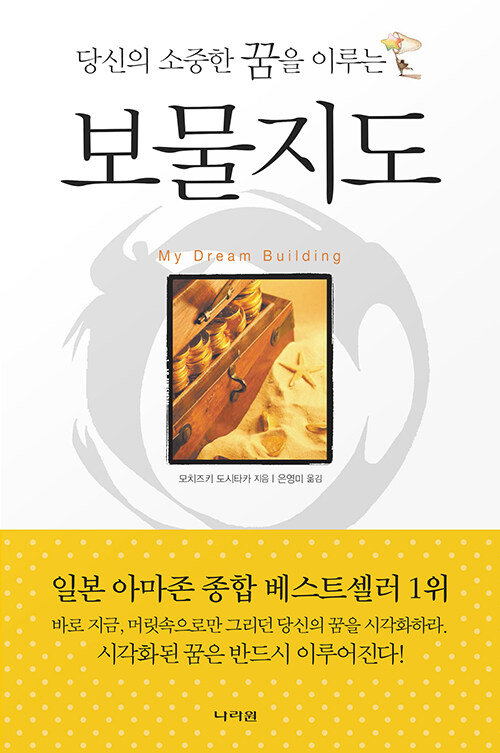 당신의 소중한 꿈을 이루는
보물지도
My Dream Building
모치즈키 도시타카 지음 | 은영미 옮김
일본 아마존 종합 베스트셀러 1위
바로 지금, 머릿속으로만 그리던 당신의 꿈을 시각화하라.
시각화된 꿈은 반드시 이루어진다!
나라원